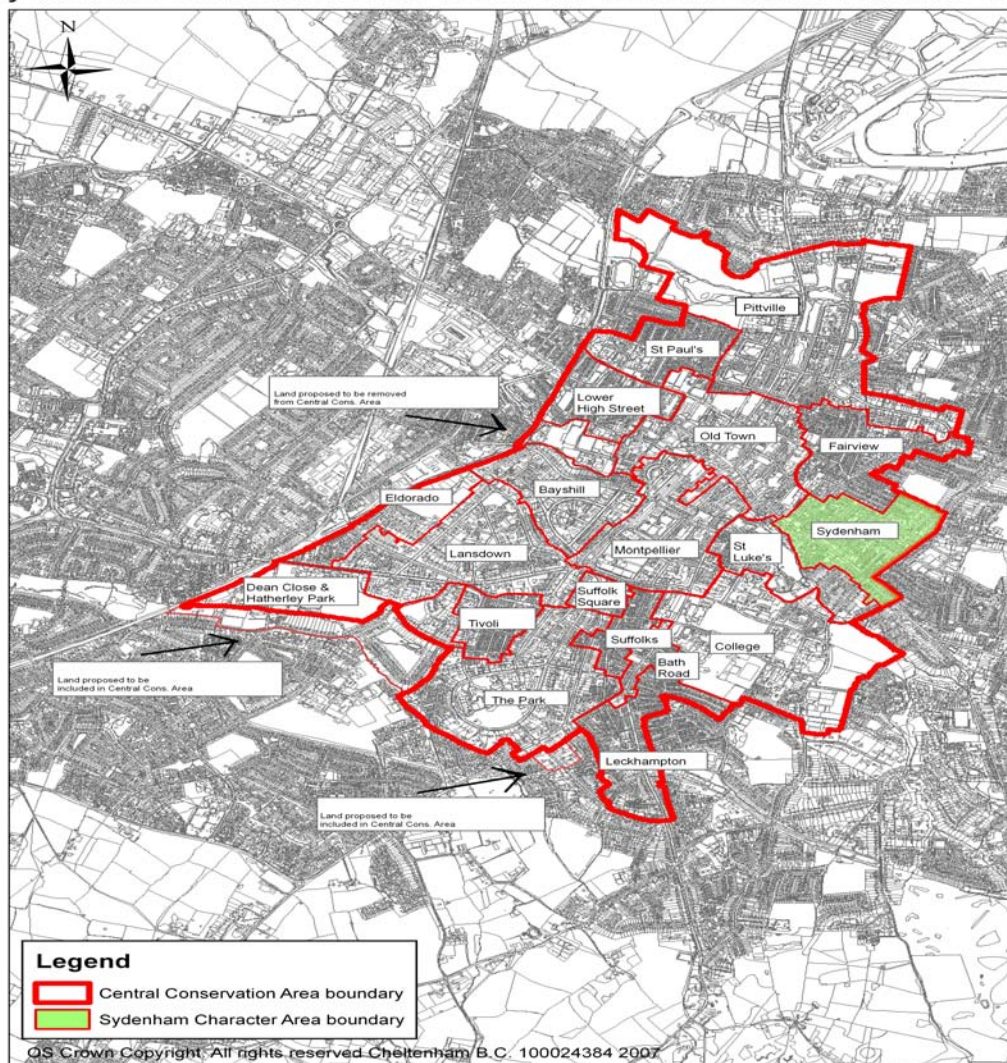 N
Pittville
St Paul's
Land proposed to be removed
from Central Cons. Area
Lower
High Street
Old Town
Fairview
Eldorado
Bayshill
Sydenham
Lansdown
Montpellier
St
Luke's
Dean Close &
Hatherley Park
Suffolk
Square
Tivoli
Suffolks
College
Bath
Road
Land proposed to be
included in Central Cons. Area
The Park
Leckhampton
Land proposed to be
included in Central Cons. Area
Legend
Central Conservation Area boundary
Sydenham Character Area boundary
OS Crown Copyright. All rights reserved Cheltenham B.C. 100024384 2007